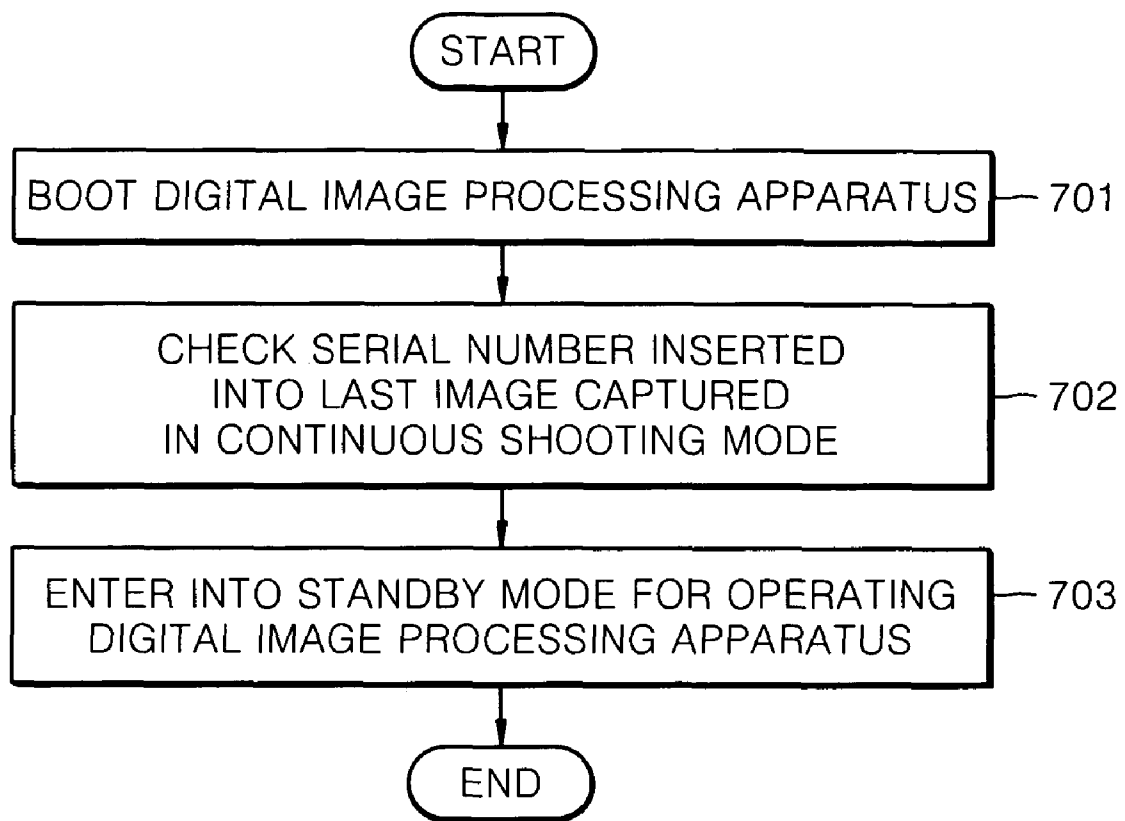 START
BOOT DIGITAL IMAGE PROCESSING APPARATUS
701
CHECK SERIAL NUMBER INSERTED
INTO LAST IMAGE CAPTURED
IN CONTINUOUS SHOOTING MODE
702
ENTER INTO STANDBY MODE FOR OPERATING
DIGITAL IMAGE PROCESSING APPARATUS
703
END